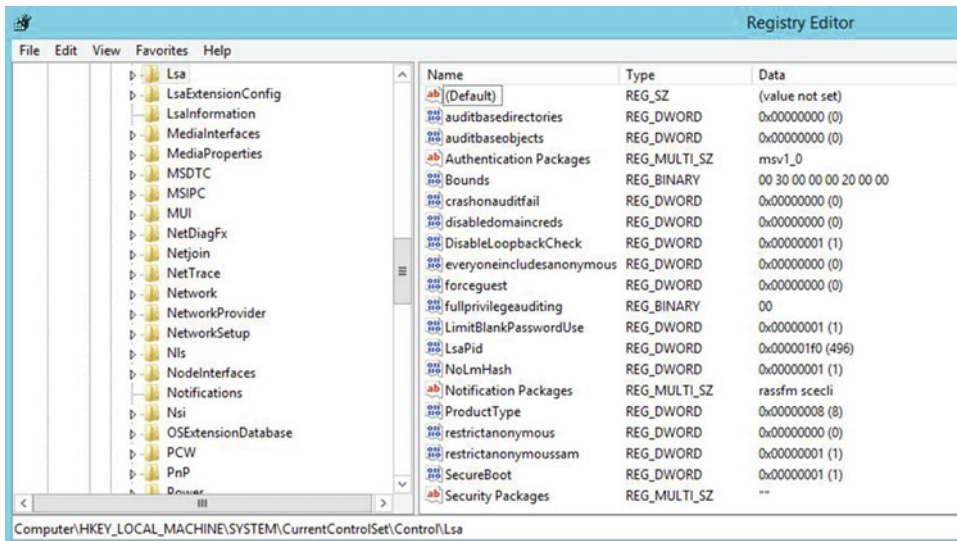 Registry Editor
File Edit View Favorites Help
Lsa
LsaExtensionConfig
LsaInformation
MediaInterfaces
MediaProperties
MSDTC
MSIPC
MUI
NetDiagFx
Netjoin
NetTrace
Network
NetworkProvider
NetworkSetup
Nls
NodeInterfaces
Notifications
Nsi
OSExtensionDatabase
PCW
PnP
Power
Name Type Data
(Default) REG_SZ (value not set)
auditbasedirectories REG_DWORD 0x00000000 (0)
auditbaseobjects REG_DWORD 0x00000000 (0)
Authentication Packages REG_MULTI_SZ msv1_0
Bounds REG_BINARY 00 30 00 00 00 20 00 00
crashonauditfail REG_DWORD 0x00000000 (0)
disabledomaincreds REG_DWORD 0x00000000 (0)
DisableLoopbackCheck REG_DWORD 0x00000001 (1)
everyoneincludesanonymous REG_DWORD 0x00000000 (0)
forceguest REG_DWORD 0x00000000 (0)
fullprivilegeauditing REG_BINARY 00
LimitBlankPasswordUse REG_DWORD 0x00000001 (1)
LsaPid REG_DWORD 0x000001f0 (496)
NoLmHash REG_DWORD 0x00000001 (1)
Notification Packages REG_MULTI_SZ rassfm scecli
ProductType REG_DWORD 0x00000008 (8)
restrictanonymous REG_DWORD 0x00000000 (0)
restrictanonymoussam REG_DWORD 0x00000001 (1)
SecureBoot REG_DWORD 0x00000001 (1)
Security Packages REG_MULTI_SZ ""
Computer\HKEY_LOCAL_MACHINE\SYSTEM\CurrentControlSet\Control\Lsa